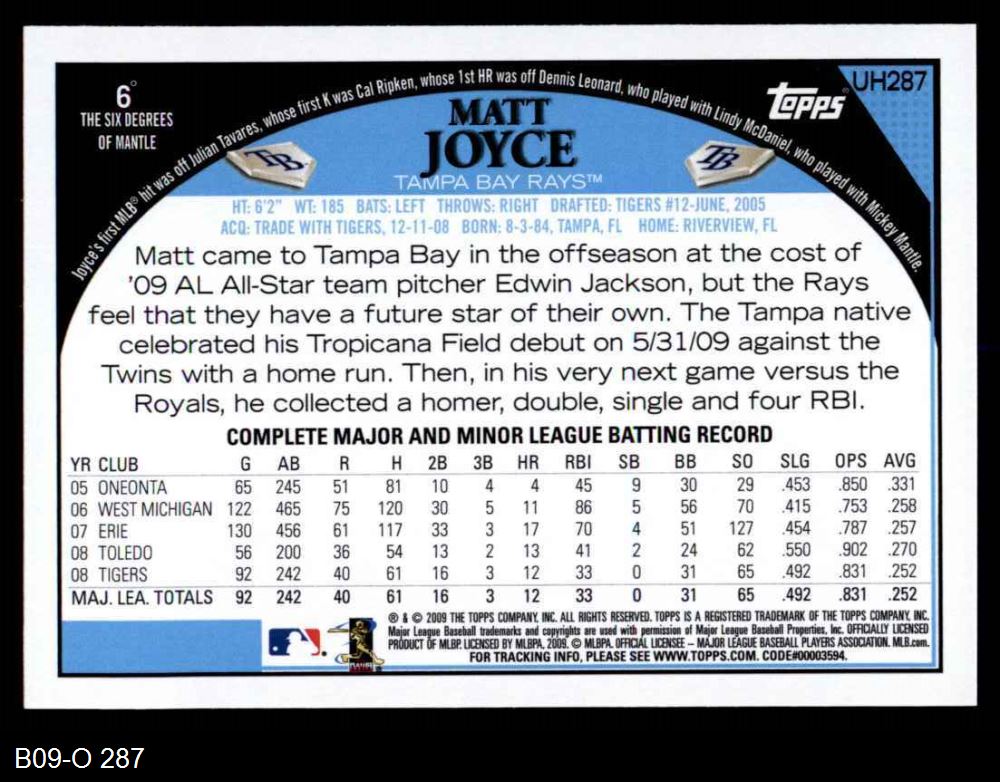 6°
THE SIX DEGREES
OF MANTLE
Joyce's first MLB® hit was off Julian Tavares, whose first K was Cal Ripken, whose 1st HR was off Dennis Leonard, who played with Lindy McDaniel, who played with Mickey Mantle.
topps®
UH287
MATT
JOYCE
TB
TB
TAMPA BAY RAYS™
HT: 6'2" WT: 185 BATS: LEFT THROWS: RIGHT DRAFTED: TIGERS #12-JUNE, 2005
ACQ: TRADE WITH TIGERS, 12-11-08 BORN: 8-3-84, TAMPA, FL HOME: RIVERVIEW, FL
Matt came to Tampa Bay in the offseason at the cost of
'09 AL All-Star team pitcher Edwin Jackson, but the Rays
feel that they have a future star of their own. The Tampa native
celebrated his Tropicana Field debut on 5/31/09 against the
Twins with a home run. Then, in his very next game versus the
Royals, he collected a homer, double, single and four RBI.
COMPLETE MAJOR AND MINOR LEAGUE BATTING RECORD
YR CLUB G AB R H 2B 3B HR RBI SB BB SO SLG OPS AVG
05 ONEONTA 65 245 51 81 10 4 4 45 9 30 29 .453 .850 .331
06 WEST MICHIGAN 122 465 75 120 30 5 11 86 5 56 70 .415 .753 .258
07 ERIE 130 456 61 117 33 3 17 70 4 51 127 .454 .787 .257
08 TOLEDO 56 200 36 54 13 2 13 41 2 24 62 .550 .902 .270
08 TIGERS 92 242 40 61 16 3 12 33 0 31 65 .492 .831 .252
MAJ. LEA. TOTALS 92 242 40 61 16 3 12 33 0 31 65 .492 .831 .252
® & © 2009 THE TOPPS COMPANY, INC. ALL RIGHTS RESERVED. TOPPS IS A REGISTERED TRADEMARK OF THE TOPPS COMPANY, INC.
Major League Baseball trademarks and copyrights are used with permission of Major League Baseball Properties, Inc. OFFICIALLY LICENSED
PRODUCT OF MLBP. LICENSED BY MLBPA, 2009. © MLBPA. OFFICIAL LICENSEE – MAJOR LEAGUE BASEBALL PLAYERS ASSOCIATION. MLB.com.
FOR TRACKING INFO, PLEASE SEE WWW.TOPPS.COM. CODE#00003594.
B09-O 287